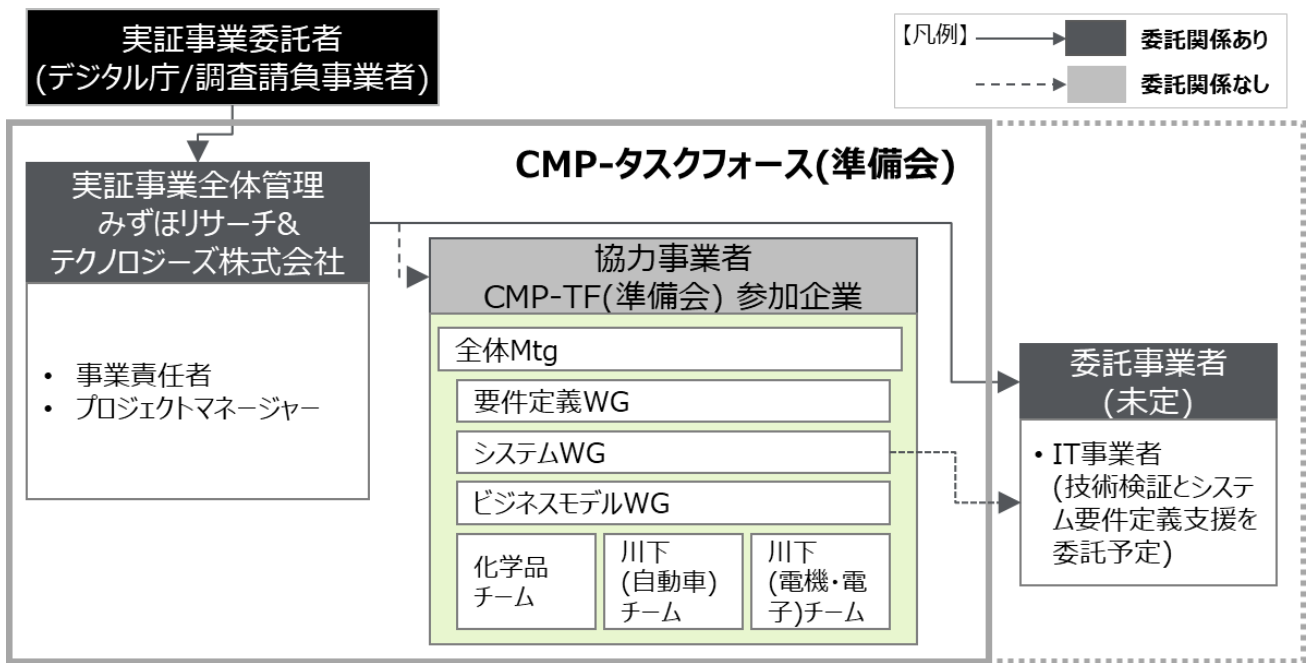 実証事業委託者
(デジタル庁/調査請負事業者)
【凡例】
委託関係あり
委託関係なし
CMP-タスクフォース(準備会)
実証事業全体管理
みずほリサーチ&
テクノロジーズ株式会社
• 事業責任者
• プロジェクトマネージャー
協力事業者
CMP-TF(準備会) 参加企業
全体Mtg
要件定義WG
システムWG
ビジネスモデルWG
化学品
チーム
川下
(自動車)
チーム
川下
(電機・電
子)チーム
委託事業者
(未定)
• IT事業者
(技術検証とシステ
ム要件定義支援を
委託予定)